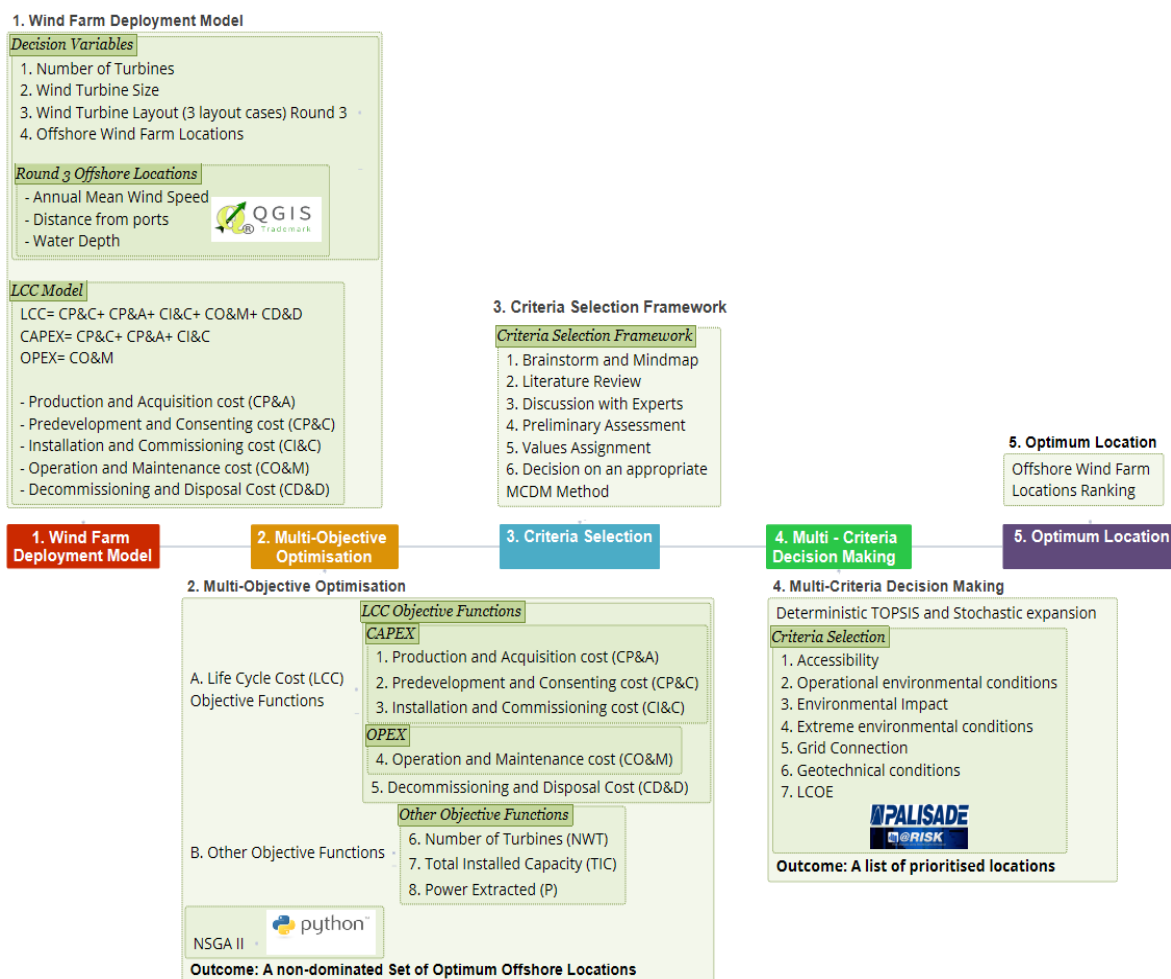 1. Wind Farm Deployment Model
Decision Variables
1. Number of Turbines
2. Wind Turbine Size
3. Wind Turbine Layout (3 layout cases) Round 3
4. Offshore Wind Farm Locations
Round 3 Offshore Locations
- Annual Mean Wind Speed
- Distance from ports
- Water Depth
QGIS
® Trademark
LCC Model
LCC= CP&C+ CP&A+ CI&C+ CO&M+ CD&D
CAPEX= CP&C+ CP&A+ CI&C
OPEX= CO&M
- Production and Acquisition cost (CP&A)
- Predevelopment and Consenting cost (CP&C)
- Installation and Commissioning cost (CI&C)
- Operation and Maintenance cost (CO&M)
- Decommissioning and Disposal Cost (CD&D)
3. Criteria Selection Framework
Criteria Selection Framework
1. Brainstorm and Mindmap
2. Literature Review
3. Discussion with Experts
4. Preliminary Assessment
5. Values Assignment
6. Decision on an appropriate
MCDM Method
5. Optimum Location
Offshore Wind Farm
Locations Ranking
1. Wind Farm
Deployment Model
2. Multi-Objective
Optimisation
3. Criteria Selection
4. Multi - Criteria
Decision Making
5. Optimum Location
2. Multi-Objective Optimisation
A. Life Cycle Cost (LCC)
Objective Functions
LCC Objective Functions
CAPEX
1. Production and Acquisition cost (CP&A)
2. Predevelopment and Consenting cost (CP&C)
3. Installation and Commissioning cost (CI&C)
OPEX
4. Operation and Maintenance cost (CO&M)
5. Decommissioning and Disposal Cost (CD&D)
B. Other Objective Functions
Other Objective Functions
6. Number of Turbines (NWT)
7. Total Installed Capacity (TIC)
8. Power Extracted (P)
NSGA II
python™
Outcome: A non-dominated Set of Optimum Offshore Locations
4. Multi-Criteria Decision Making
Deterministic TOPSIS and Stochastic expansion
Criteria Selection
1. Accessibility
2. Operational environmental conditions
3. Environmental Impact
4. Extreme environmental conditions
5. Grid Connection
6. Geotechnical conditions
7. LCOE
PALISADE
@RISK
Outcome: A list of prioritised locations